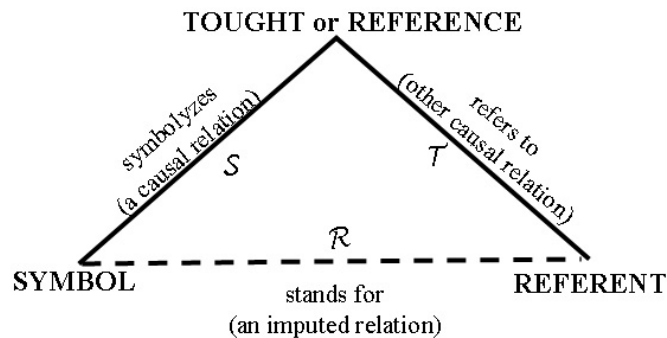 TOUGHT or REFERENCE
symbolyzes
(a causal relation)
S
refers to
(other causal relation)
T
R
SYMBOL
REFERENT
stands for
(an imputed relation)